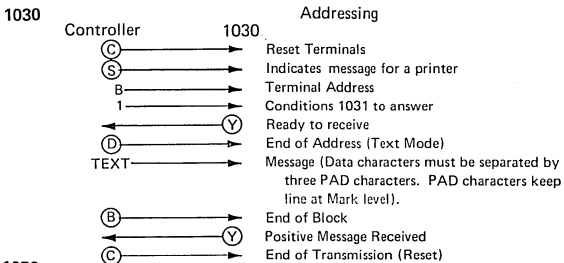 1030 Addressing
Controller 1030
C Reset Terminals
S Indicates message for a printer
B Terminal Address
1 Conditions 1031 to answer
Y Ready to receive
D End of Address (Text Mode)
TEXT Message (Data characters must be separated by
three PAD characters. PAD characters keep
line at Mark level).
B End of Block
Y Positive Message Received
C End of Transmission (Reset)